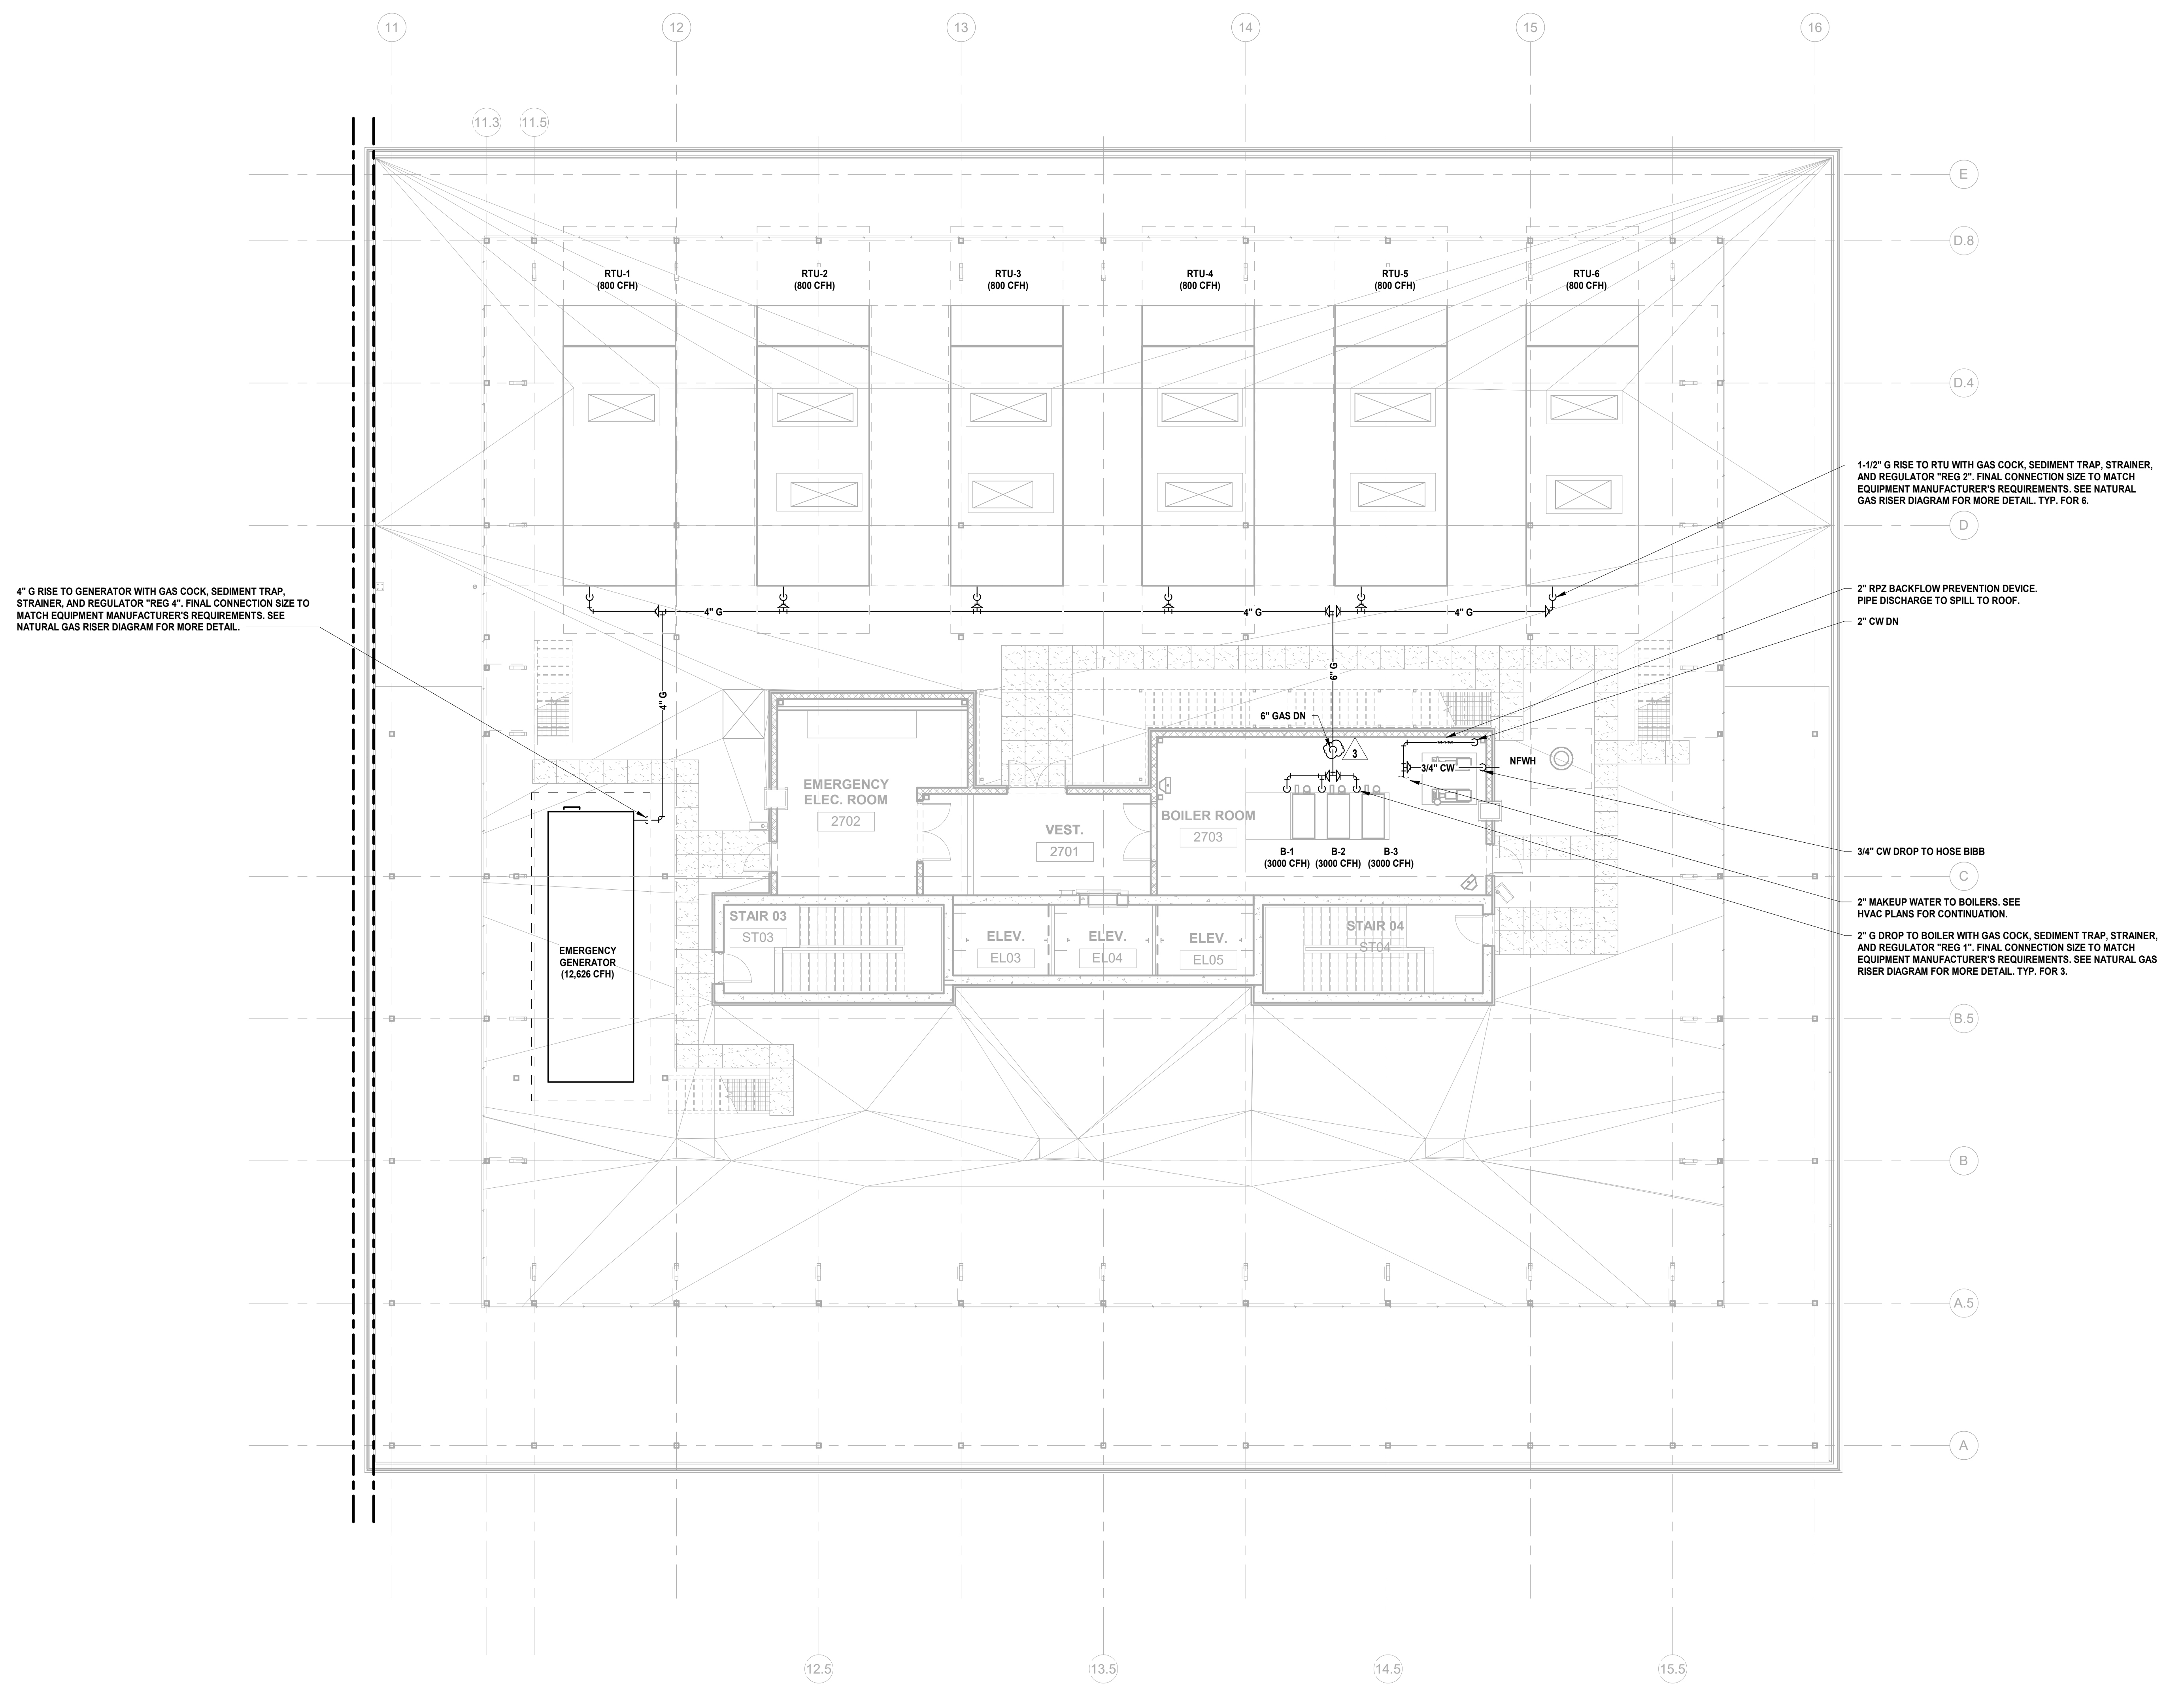 11
12
13
14
15
16
11.3
11.5
E
D.8
RTU-1
(800 CFH)
RTU-2
(800 CFH)
RTU-3
(800 CFH)
RTU-4
(800 CFH)
RTU-5
(800 CFH)
RTU-6
(800 CFH)
D.4
1-1/2" G RISE TO RTU WITH GAS COCK, SEDIMENT TRAP, STRAINER,
AND REGULATOR "REG 2". FINAL CONNECTION SIZE TO MATCH
EQUIPMENT MANUFACTURER'S REQUIREMENTS. SEE NATURAL
GAS RISER DIAGRAM FOR MORE DETAIL. TYP. FOR 6.
D
4" G RISE TO GENERATOR WITH GAS COCK, SEDIMENT TRAP,
STRAINER, AND REGULATOR "REG 4". FINAL CONNECTION SIZE TO
MATCH EQUIPMENT MANUFACTURER'S REQUIREMENTS. SEE
NATURAL GAS RISER DIAGRAM FOR MORE DETAIL.
2" RPZ BACKFLOW PREVENTION DEVICE.
PIPE DISCHARGE TO SPILL TO ROOF.
2" CW DN
4" G
4" G
4" G
6" G
4" G
6" GAS DN
3
NFWH
3/4" CW
EMERGENCY
ELEC. ROOM
2702
VEST.
2701
BOILER ROOM
2703
B-1
(3000 CFH)
B-2
(3000 CFH)
B-3
(3000 CFH)
3/4" CW DROP TO HOSE BIBB
C
2" MAKEUP WATER TO BOILERS. SEE
HVAC PLANS FOR CONTINUATION.
2" G DROP TO BOILER WITH GAS COCK, SEDIMENT TRAP, STRAINER,
AND REGULATOR "REG 1". FINAL CONNECTION SIZE TO MATCH
EQUIPMENT MANUFACTURER'S REQUIREMENTS. SEE NATURAL GAS
RISER DIAGRAM FOR MORE DETAIL. TYP. FOR 3.
STAIR 03
ST03
ELEV.
EL03
ELEV.
EL04
ELEV.
EL05
STAIR 04
ST04
EMERGENCY
GENERATOR
(12,626 CFH)
B.5
B
A.5
A
12.5
13.5
14.5
15.5